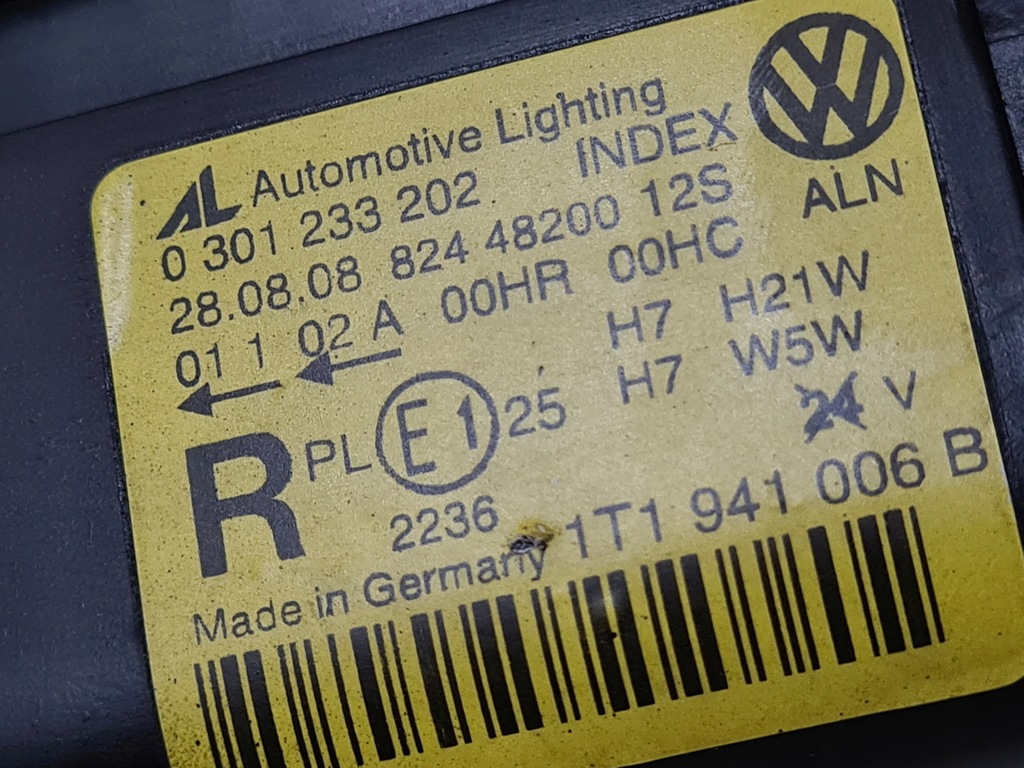 AL Automotive Lighting
0 301 233 202 INDEX
28.08.08 824 48200 12S
ALN
01 1 02 A 00HR 00HC
H7 H21W
H7 W5W
R PL E1 25
24 V
2236
1T1 941 006 B
Made in Germany